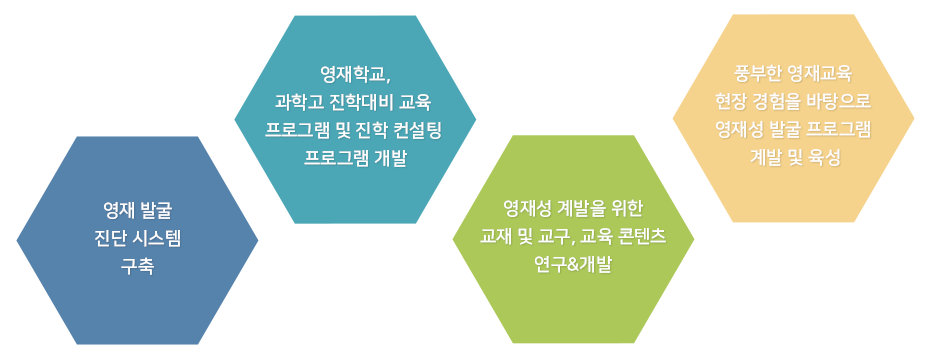 영재 발굴
진단 시스템
구축
영재학교,
과학고 진학대비 교육
프로그램 및 진학 컨설팅
프로그램 개발
영재성 계발을 위한
교재 및 교구, 교육 콘텐츠
연구&개발
풍부한 영재교육
현장 경험을 바탕으로
영재성 발굴 프로그램
계발 및 육성